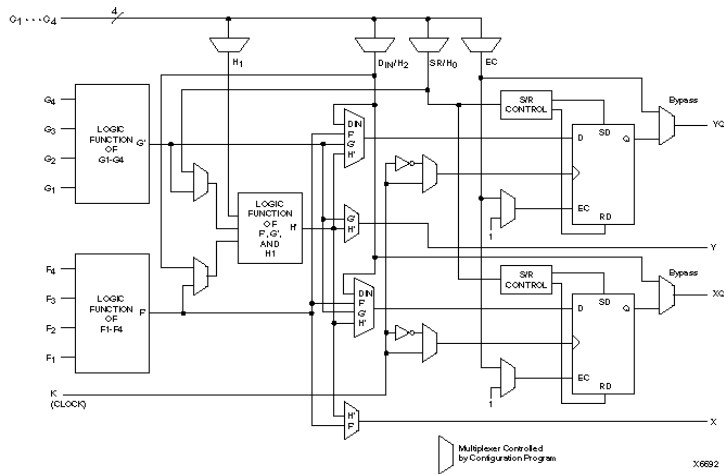 C1 • • • C4
4
H1
DIN/H2
SR/H0
EC
G4
G3
G2
G1
LOGIC
FUNCTION
OF
G1-G4
G'
DIN
F'
G'
H'
S/R
CONTROL
Bypass
YQ
SD
D
Q
EC
RD
1
LOGIC
FUNCTION
OF
F', G',
AND
H1
H'
G'
H'
Y
F4
F3
F2
F1
LOGIC
FUNCTION
OF
F1-F4
F'
DIN
F'
G'
H'
S/R
CONTROL
Bypass
XQ
SD
D
Q
EC
RD
1
K
(CLOCK)
H'
F'
X
Multiplexer Controlled
by Configuration Program
X6692